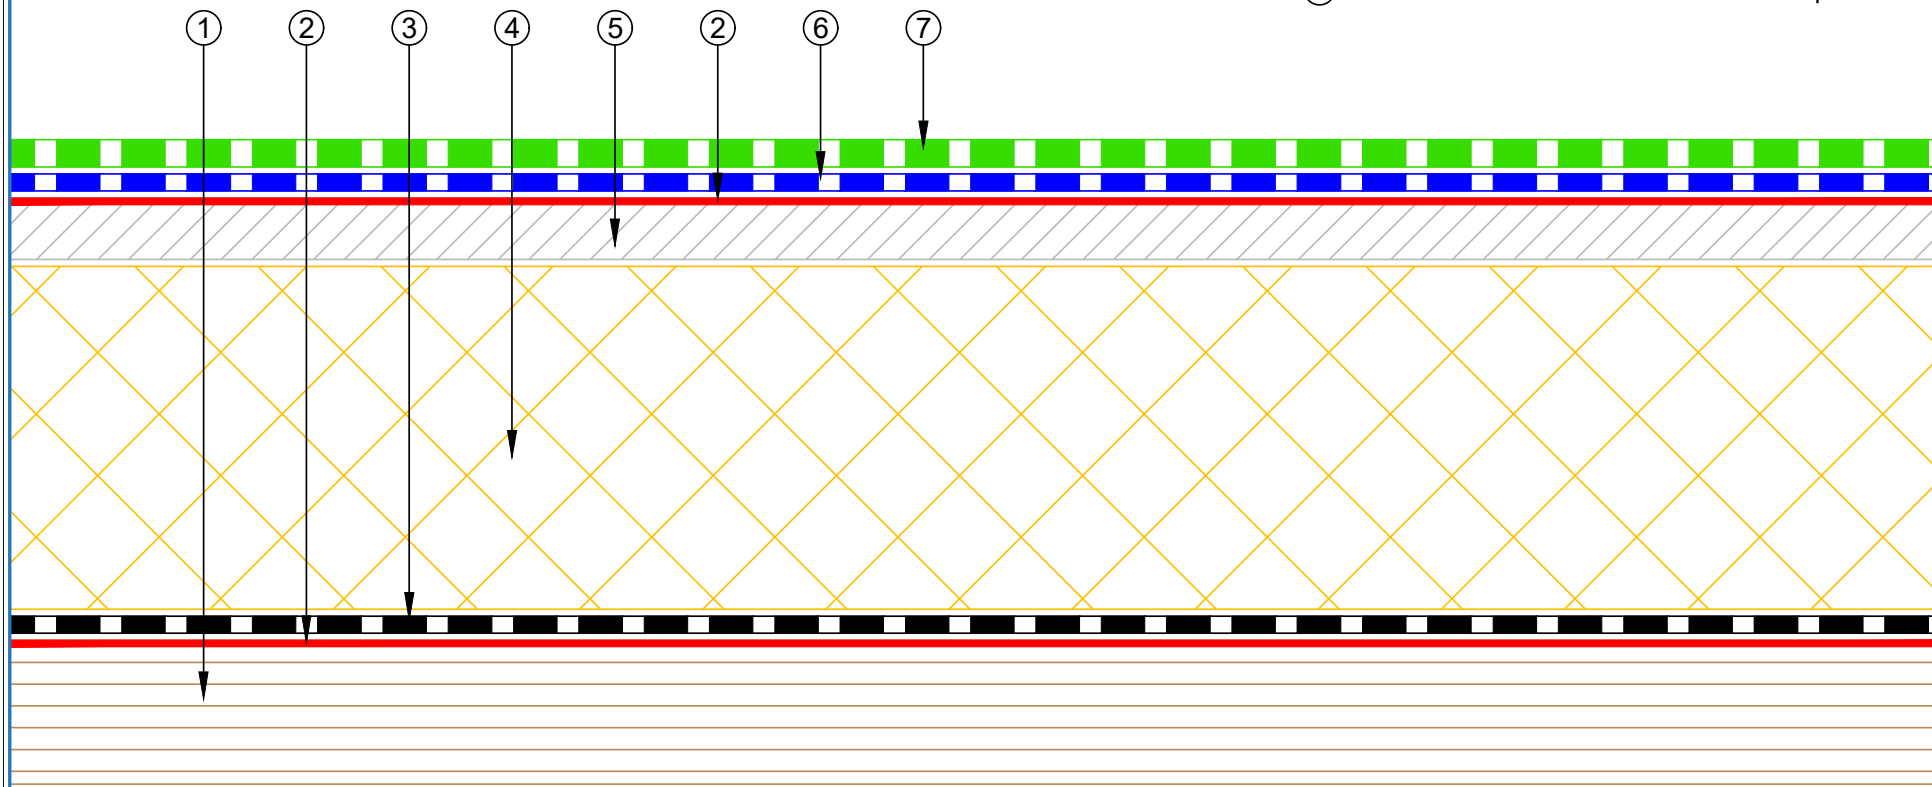 ① ② ③ ④ ⑤ ② ⑥ ⑦